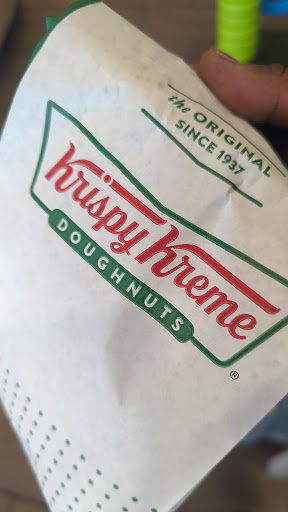 the ORIGINAL
SINCE 1937
Krispy Kreme
DOUGHNUTS
®